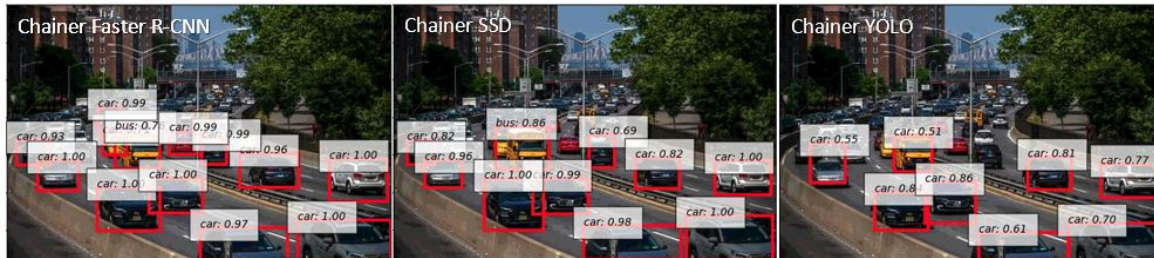 Chainer Faster R-CNN
car: 0.99
bus: 0.7
car: 0.99
0.99
car: 0.93
car: 1.00
car: 0.96
car: 1.00
car: 1.00
car: 1.00
car: 0.97
car: 1.00
Chainer SSD
bus: 0.86
car: 0.69
car: 0.82
car: 0.96
car: 0.82
car: 1.00
car: 1.00
0.99
car: 0.98
car: 1.00
Chainer YOLO
car: 0.55
car: 0.51
car: 0.81
car: 0.77
car: 0.8
car: 0.86
car: 0.61
car: 0.70